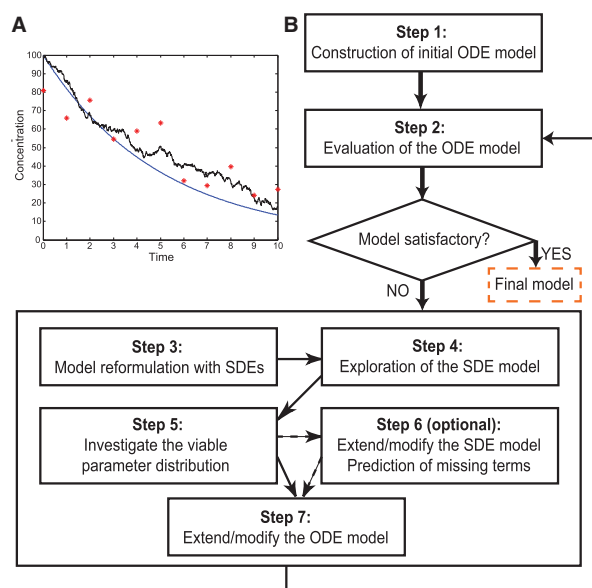 A
B
100
90
80
70
60
50
40
30
20
10
0
Concentration
0 1 2 3 4 5 6 7 8 9 10
Time
Step 1:
Construction of initial ODE model
Step 2:
Evaluation of the ODE model
Model satisfactory?
YES
Final model
NO
Step 3:
Model reformulation with SDEs
Step 4:
Exploration of the SDE model
Step 5:
Investigate the viable
parameter distribution
Step 6 (optional):
Extend/modify the SDE model
Prediction of missing terms
Step 7:
Extend/modify the ODE model